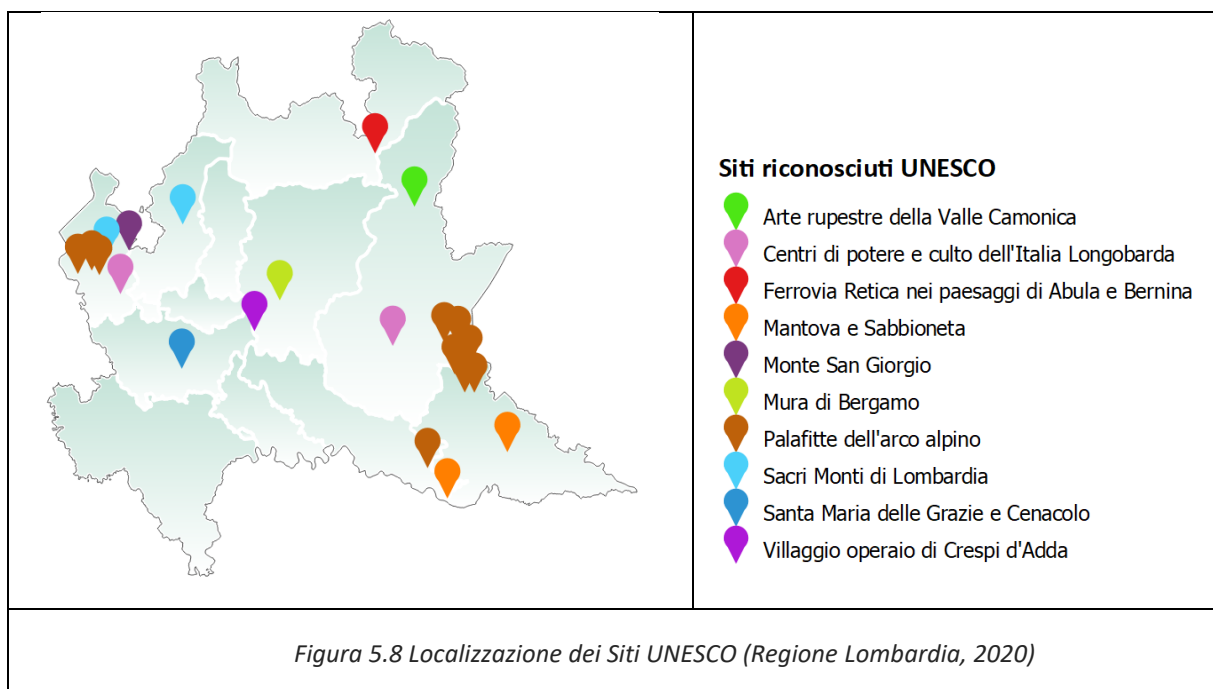 Siti riconosciuti UNESCO
Arte rupestre della Valle Camonica
Centri di potere e culto dell'Italia Longobarda
Ferrovia Retica nei paesaggi di Abula e Bernina
Mantova e Sabbioneta
Monte San Giorgio
Mura di Bergamo
Palafitte dell'arco alpino
Sacri Monti di Lombardia
Santa Maria delle Grazie e Cenacolo
Villaggio operaio di Crespi d'Adda
Figura 5.8 Localizzazione dei Siti UNESCO (Regione Lombardia, 2020)